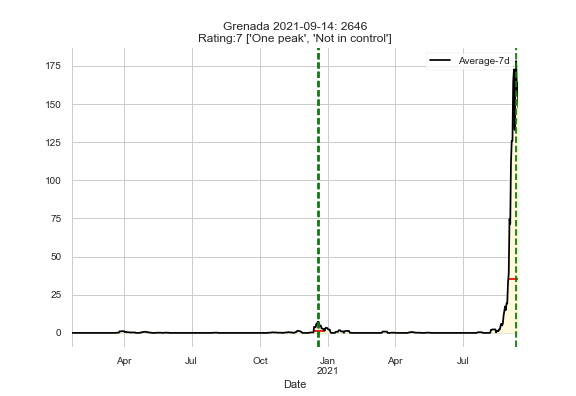 Grenada 2021-09-14: 2646
Rating:7 ['One peak', 'Not in control']
Average-7d
175
150
125
100
75
50
25
0
Apr
Jul
Oct
Jan
2021
Apr
Jul
Date